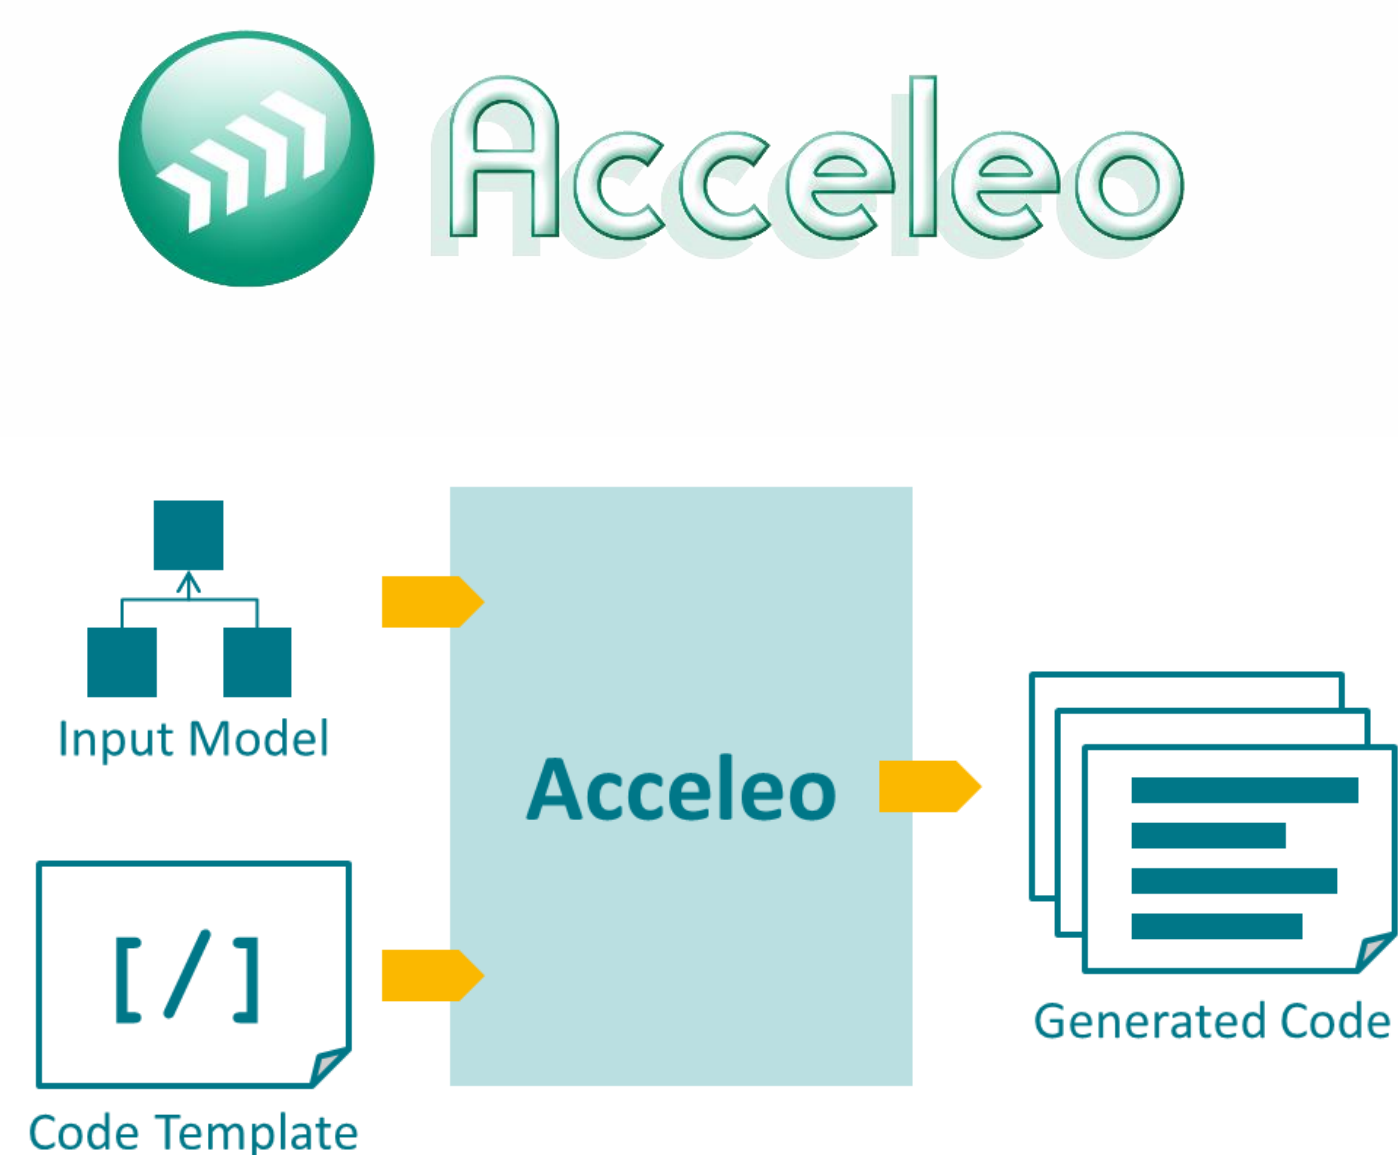 Acceleo
Input Model
Acceleo
[/]
Code Template
Generated Code